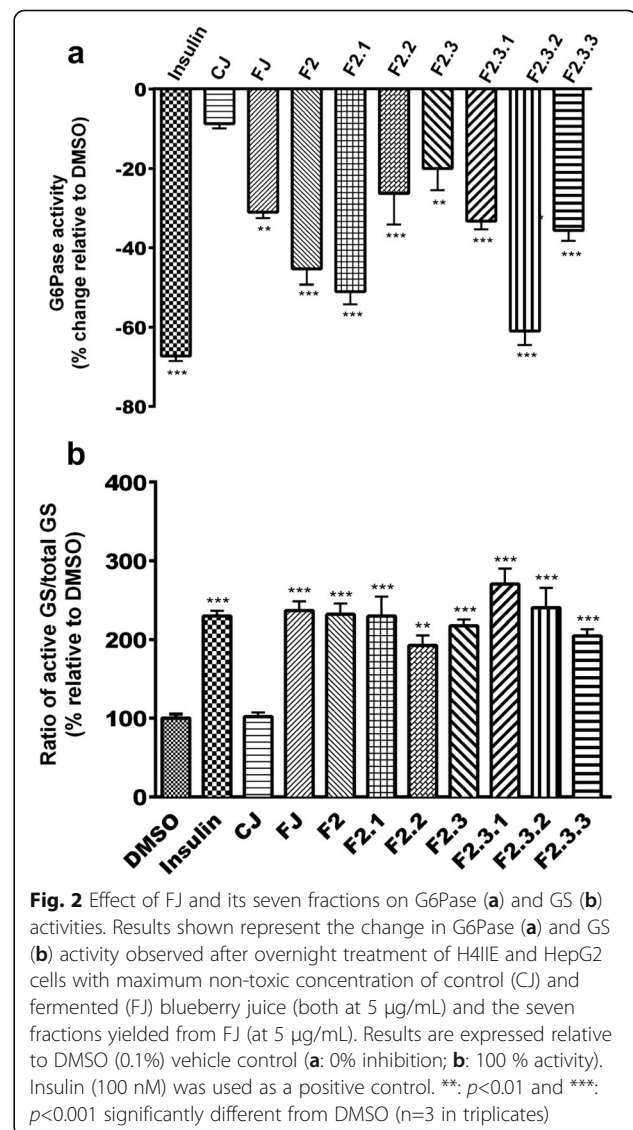 a
Insulin CJ FJ F2 F2.1 F2.2 F2.3 F2.3.1 F2.3.2 F2.3.3
G6Pase activity
(% change relative to DMSO)
0
-20
-40
-60
-80
*** ** *** *** *** ** *** *** ***
b
Ratio of active GS/total GS
(% relative to DMSO)
400
300
200
100
0
*** *** *** *** ** *** *** *** ***
DMSO Insulin CJ FJ F2 F2.1 F2.2 F2.3 F2.3.1 F2.3.2 F2.3.3
Fig. 2 Effect of FJ and its seven fractions on G6Pase (a) and GS (b)
activities. Results shown represent the change in G6Pase (a) and GS
(b) activity observed after overnight treatment of H4IIE and HepG2
cells with maximum non-toxic concentration of control (CJ) and
fermented (FJ) blueberry juice (both at 5 μg/mL) and the seven
fractions yielded from FJ (at 5 μg/mL). Results are expressed relative
to DMSO (0.1%) vehicle control (a: 0% inhibition; b: 100 % activity).
Insulin (100 nM) was used as a positive control. **: p<0.01 and ***:
p<0.001 significantly different from DMSO (n=3 in triplicates)